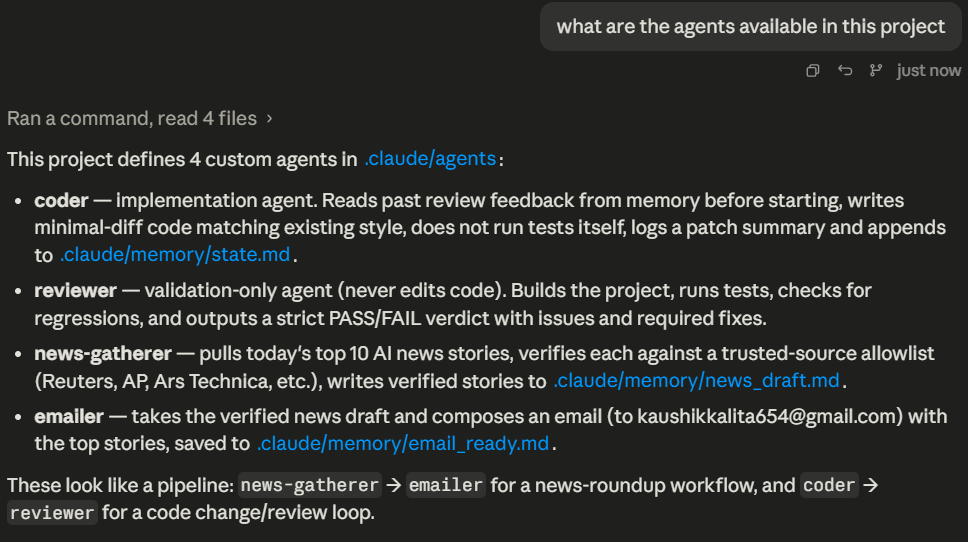 what are the agents available in this project
just now
Ran a command, read 4 files >
This project defines 4 custom agents in .claude/agents:
• coder — implementation agent. Reads past review feedback from memory before starting, writes
minimal-diff code matching existing style, does not run tests itself, logs a patch summary and appends
to .claude/memory/state.md.
• reviewer — validation-only agent (never edits code). Builds the project, runs tests, checks for
regressions, and outputs a strict PASS/FAIL verdict with issues and required fixes.
• news-gatherer — pulls today's top 10 AI news stories, verifies each against a trusted-source allowlist
(Reuters, AP, Ars Technica, etc.), writes verified stories to .claude/memory/news_draft.md.
• emailer — takes the verified news draft and composes an email (to kaushikkalita654@gmail.com) with
the top stories, saved to .claude/memory/email_ready.md.
These look like a pipeline: news-gatherer → emailer for a news-roundup workflow, and coder →
reviewer for a code change/review loop.